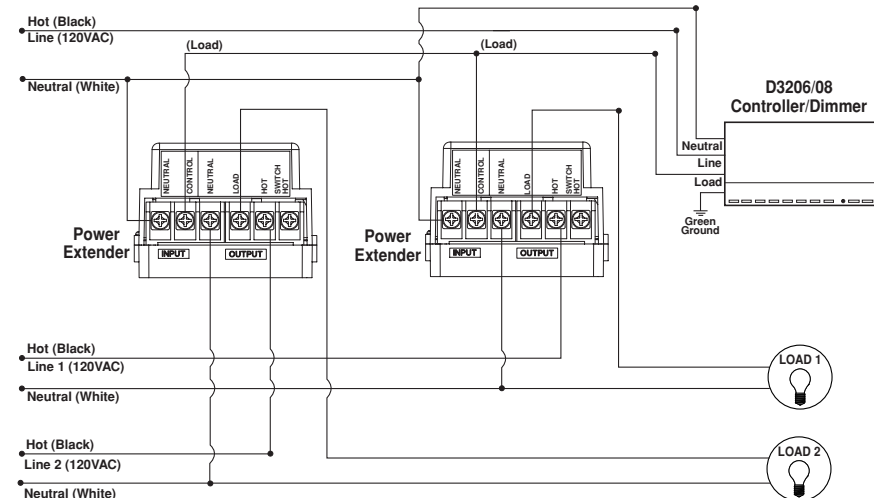 Hot (Black)
Line (120VAC)
(Load)
(Load)
Neutral (White)
D3206/08
Controller/Dimmer
Neutral
Line
Load
Green
Ground
NEUTRAL
CONTROL
NEUTRAL
LOAD
HOT
SWITCH
HOT
Power
Extender
INPUT
OUTPUT
NEUTRAL
CONTROL
NEUTRAL
LOAD
HOT
SWITCH
HOT
Power
Extender
INPUT
OUTPUT
Hot (Black)
Line 1 (120VAC)
Neutral (White)
LOAD 1
Hot (Black)
Line 2 (120VAC)
Neutral (White)
LOAD 2